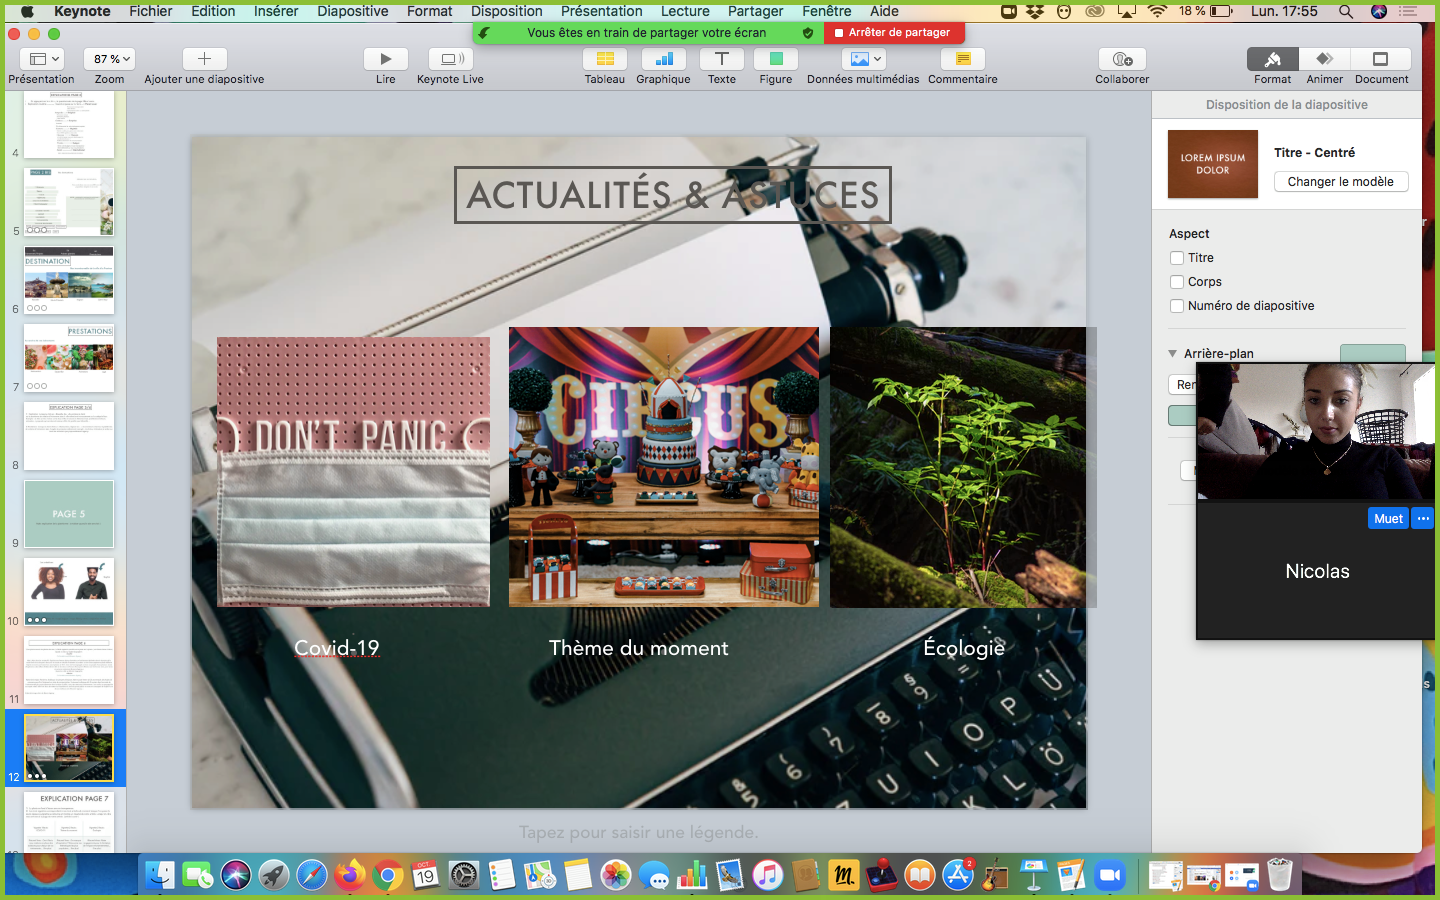 Keynote Fichier Edition Insérer Diapositive Format Disposition Présentation Lecture Partager Fenêtre Aide 18 % Lun. 17:55
Vous êtes en train de partager votre écran Arrêter de partager
87 %
Présentation Zoom Ajouter une diapositive Lire Keynote Live Tableau Graphique Texte Figure Données multimédias Commentaire Collaborer Format Animer Document
Disposition de la diapositive
LOREM IPSUM
DOLOR
Titre - Centré
Changer le modèle
Aspect
Titre
Corps
Numéro de diapositive
Arrière-plan
Ren
Muet
Nicolas
4
5
DESTINATION
6
PRESTATIONS
7
8
PAGE 5
9
10
11
12
EXPLICATION PAGE 7
ACTUALITÉS & ASTUCES
DON'T PANIC
CIRCUS
Covid-19 Thème du moment Écologie
Tapez pour saisir une légende.
OCT
19
2